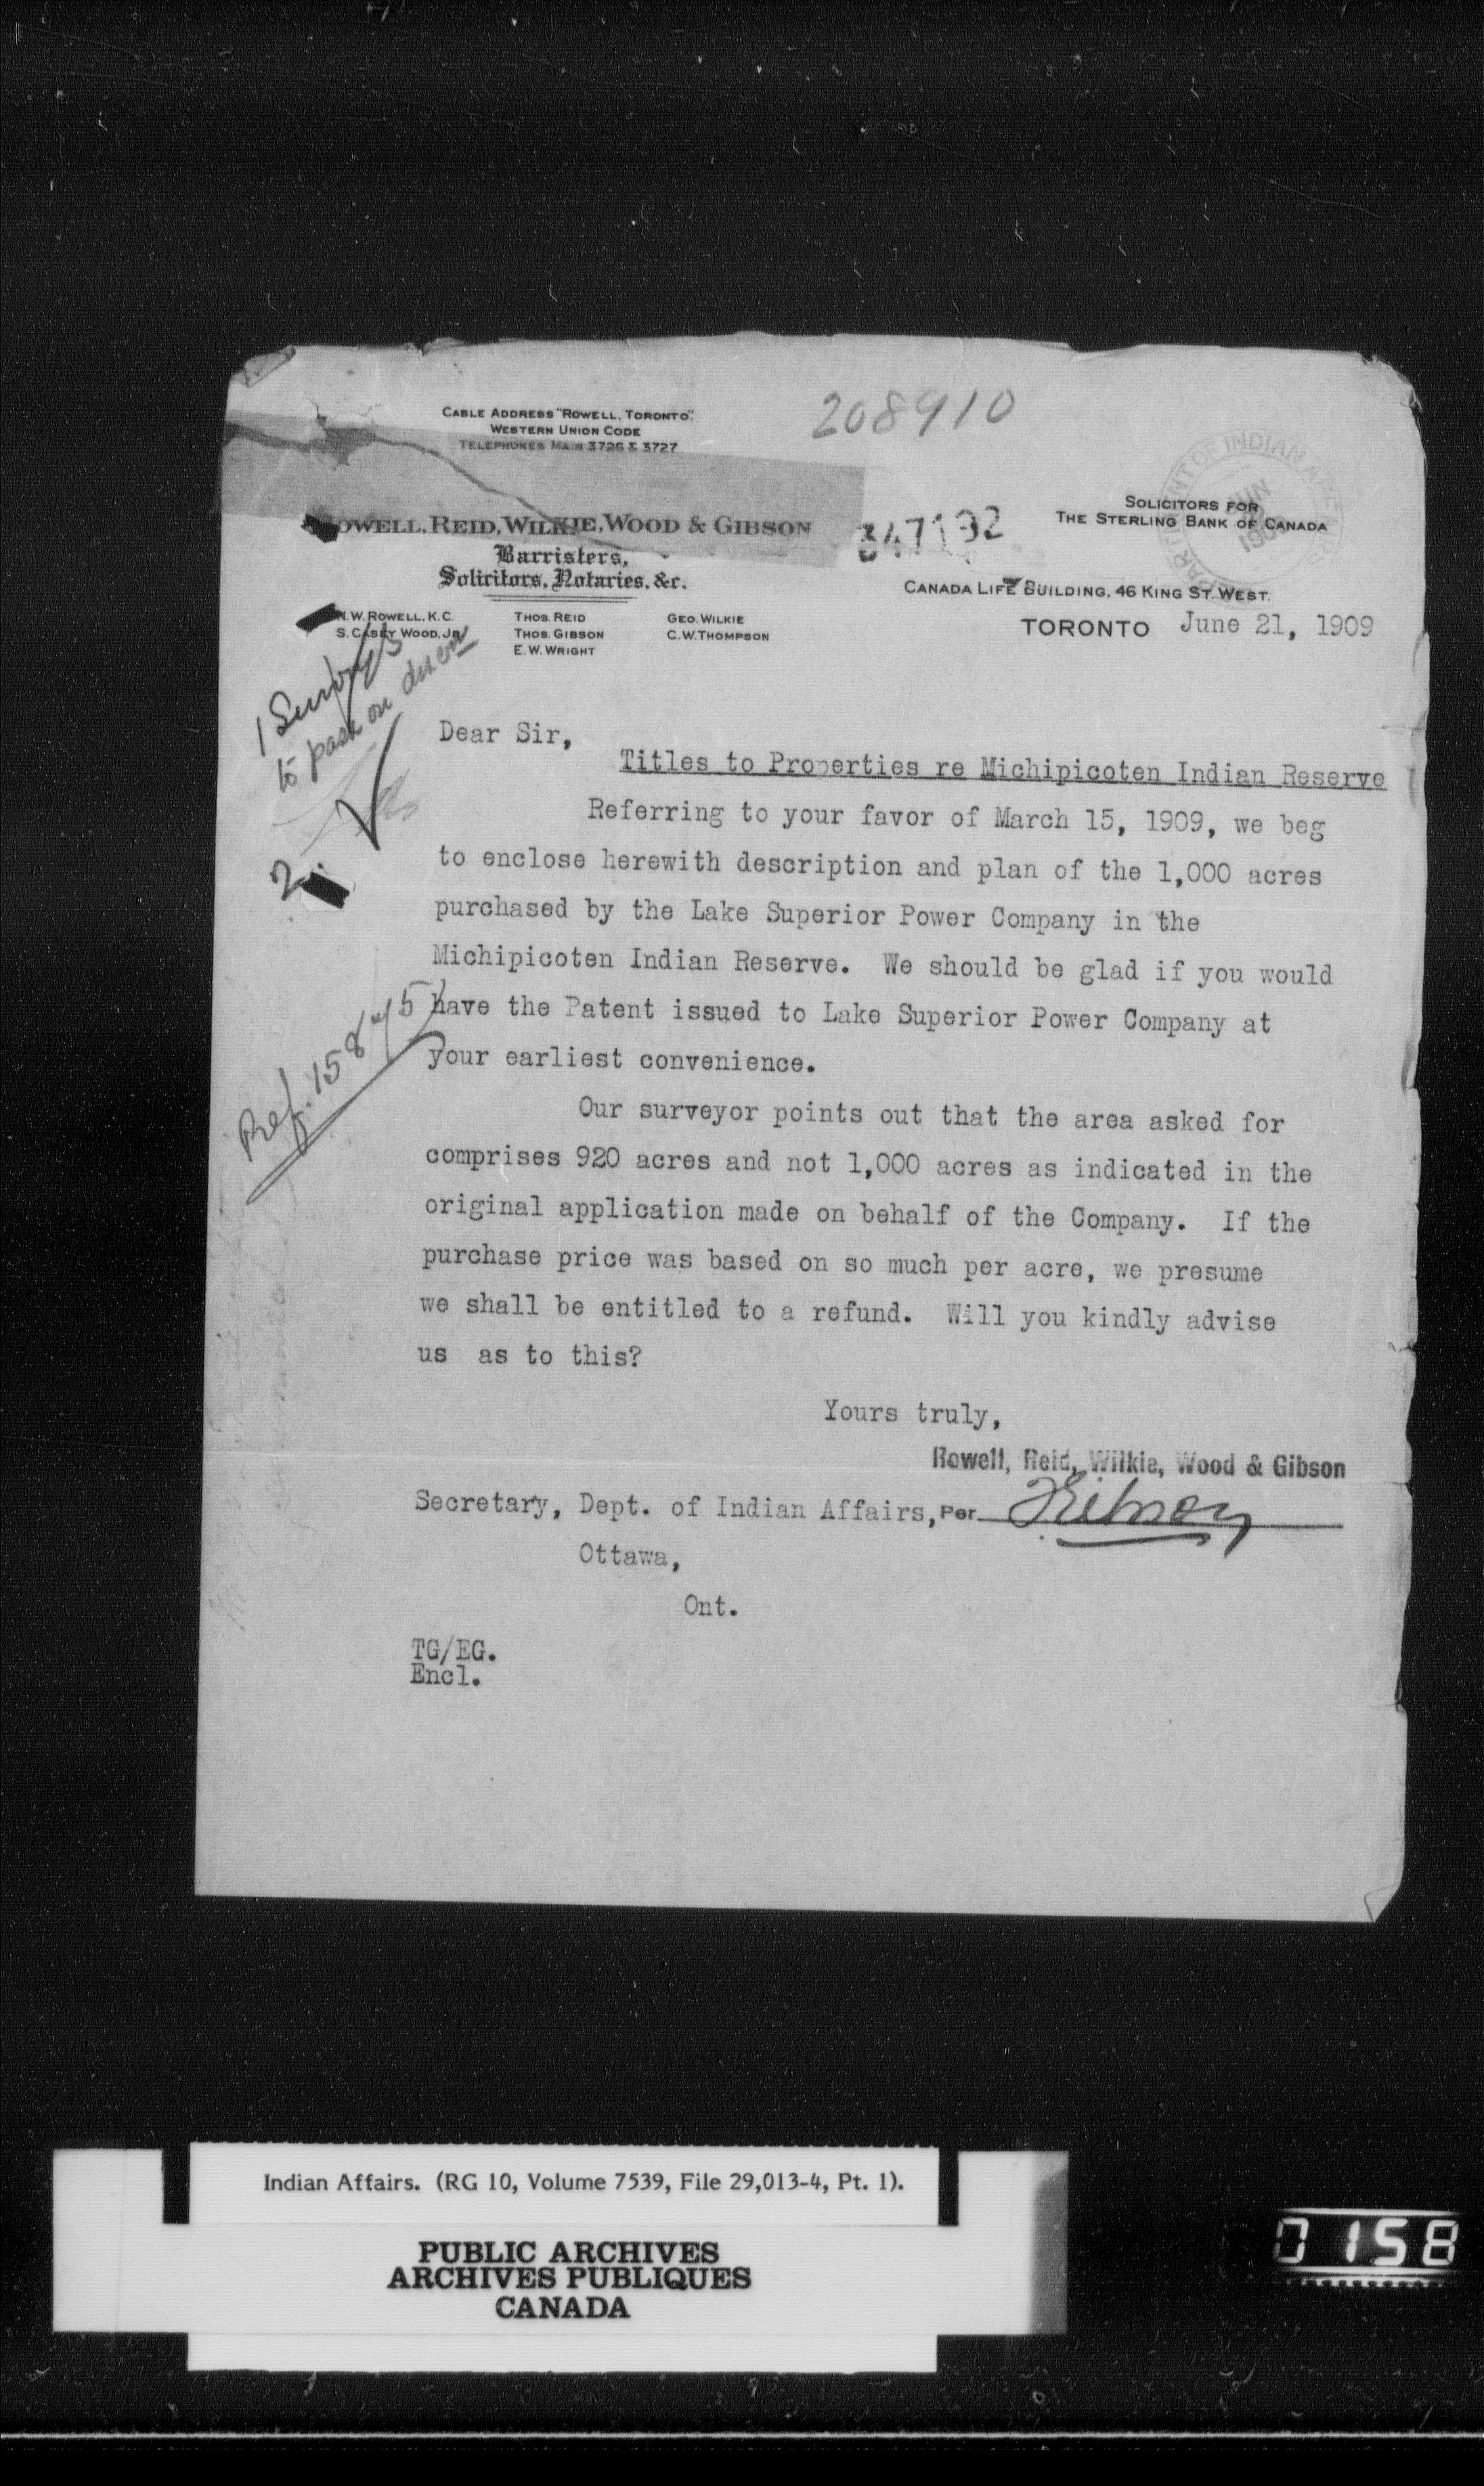 208910
CABLE ADDRESS "ROWELL, TORONTO".
WESTERN UNION CODE
TELEPHONES MAIN 3726 & 3727
ROWELL, REID, WILKIE, WOOD & GIBSON
Barristers,
Solicitors, Notaries, &c.
347192
SOLICITORS FOR
THE STERLING BANK OF CANADA
CANADA LIFE BUILDING, 46 KING ST. WEST.
N. W. ROWELL, K.C. THOS. REID GEO. WILKIE
S. CASEY WOOD, JR. THOS. GIBSON C. W. THOMPSON
E. W. WRIGHT
TORONTO June 21, 1909
1 Surveys
to pass on
2
Dear Sir,
Titles to Properties re Michipicoten Indian Reserve
Referring to your favor of March 15, 1909, we beg
to enclose herewith description and plan of the 1,000 acres
purchased by the Lake Superior Power Company in the
Michipicoten Indian Reserve. We should be glad if you would
have the Patent issued to Lake Superior Power Company at
your earliest convenience.
Ref.
Our surveyor points out that the area asked for
comprises 920 acres and not 1,000 acres as indicated in the
original application made on behalf of the Company. If the
purchase price was based on so much per acre, we presume
we shall be entitled to a refund. Will you kindly advise
us as to this?
Yours truly,
Rowell, Reid, Wilkie, Wood & Gibson
Secretary, Dept. of Indian Affairs, Per
Ottawa,
Ont.
TG/EG.
Encl.
Indian Affairs. (RG 10, Volume 7539, File 29,013-4, Pt. 1).
PUBLIC ARCHIVES
ARCHIVES PUBLIQUES
CANADA
0158